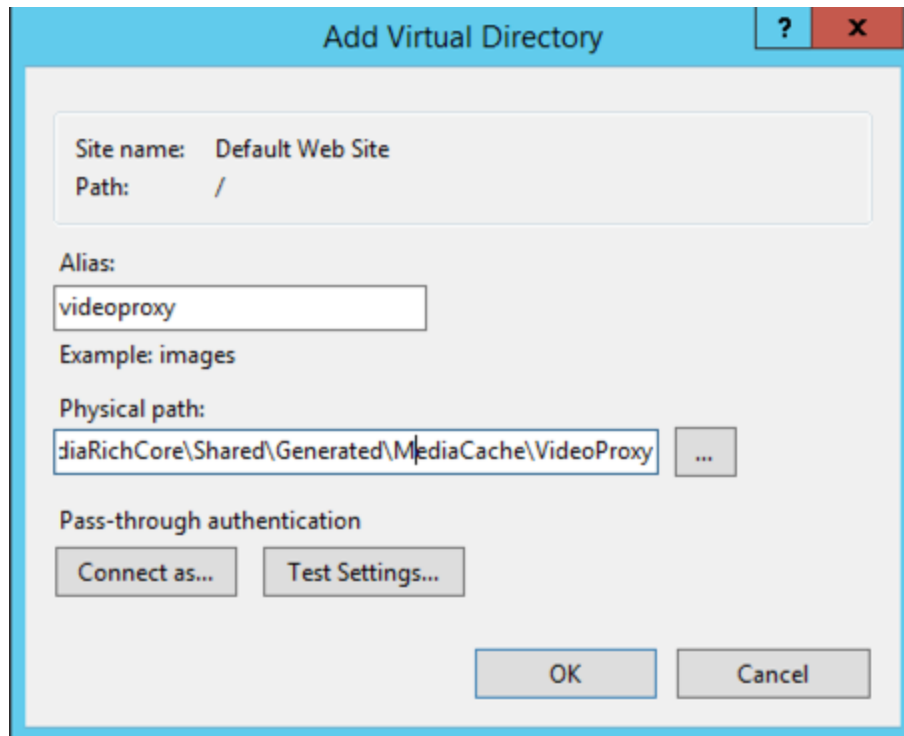 Add Virtual Directory
?
x
Site name: Default Web Site
Path: /
Alias:
videoproxy
Example: images
Physical path:
diaRichCore\Shared\Generated\MediaCache\VideoProxy
...
Pass-through authentication
Connect as... Test Settings...
OK Cancel